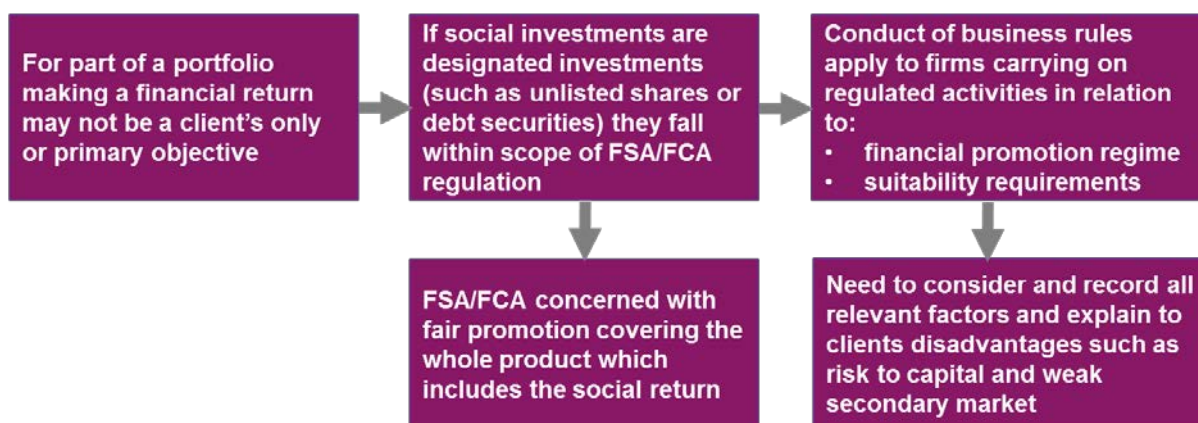 For part of a portfolio
making a financial return
may not be a client's only
or primary objective
If social investments are
designated investments
(such as unlisted shares or
debt securities) they fall
within scope of FSA/FCA
regulation
Conduct of business rules
apply to firms carrying on
regulated activities in relation
to:
• financial promotion regime
• suitability requirements
FSA/FCA concerned with
fair promotion covering the
whole product which
includes the social return
Need to consider and record all
relevant factors and explain to
clients disadvantages such as
risk to capital and weak
secondary market